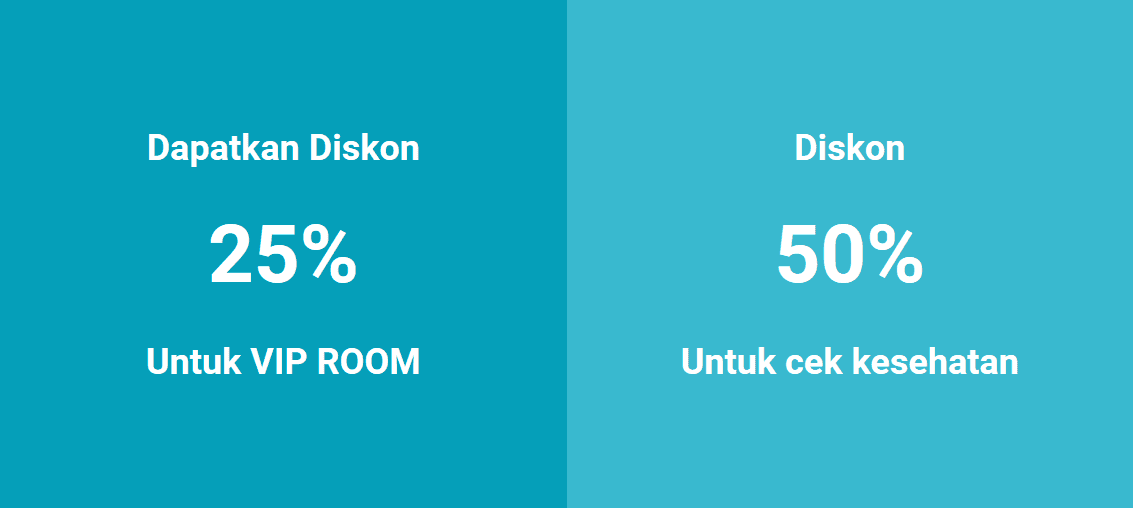 Dapatkan Diskon
25%
Untuk VIP ROOM
Diskon
50%
Untuk cek kesehatan